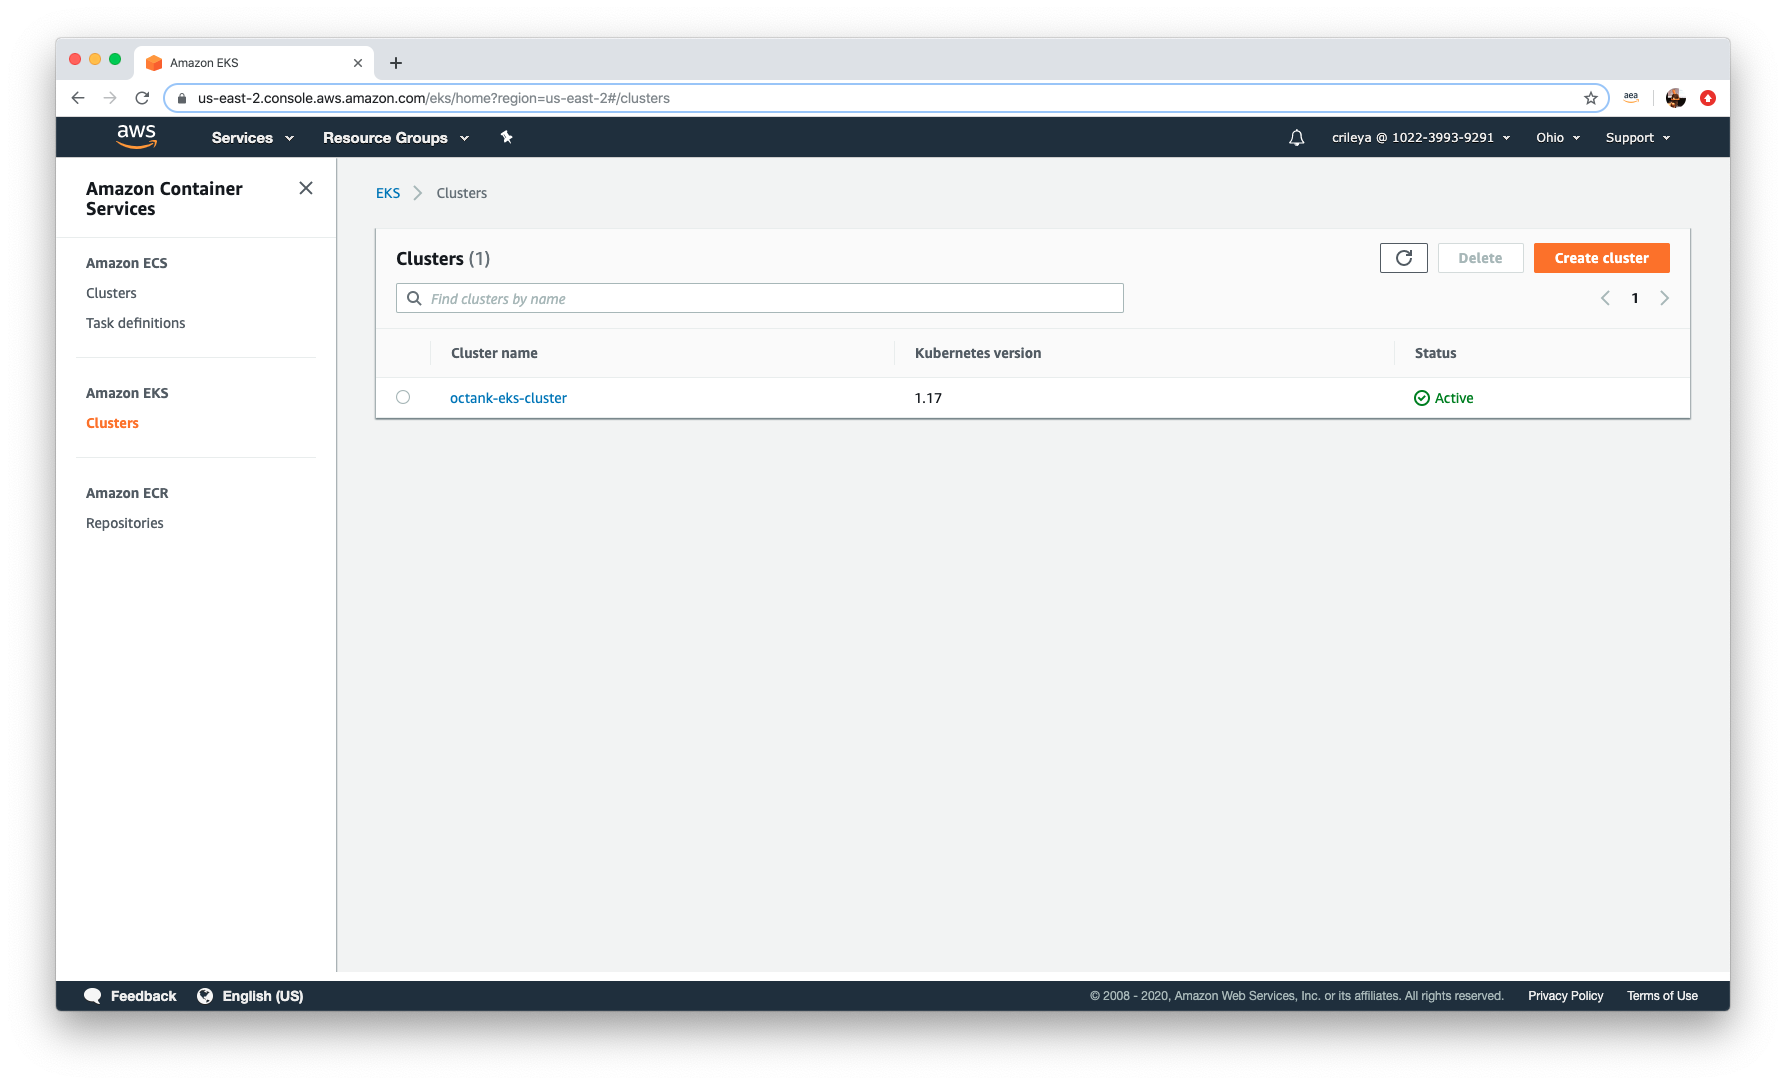 Amazon EKS
us-east-2.console.aws.amazon.com/eks/home?region=us-east-2#/clusters
aea
aws
Services
Resource Groups
crileya @ 1022-3993-9291
Ohio
Support
Amazon Container
Services
Amazon ECS
Clusters
Task definitions
Amazon EKS
Clusters
Amazon ECR
Repositories
EKS
Clusters
Clusters (1)
Delete
Create cluster
Find clusters by name
1
Cluster name
Kubernetes version
Status
octank-eks-cluster
1.17
Active
Feedback
English (US)
© 2008 - 2020, Amazon Web Services, Inc. or its affiliates. All rights reserved.
Privacy Policy
Terms of Use